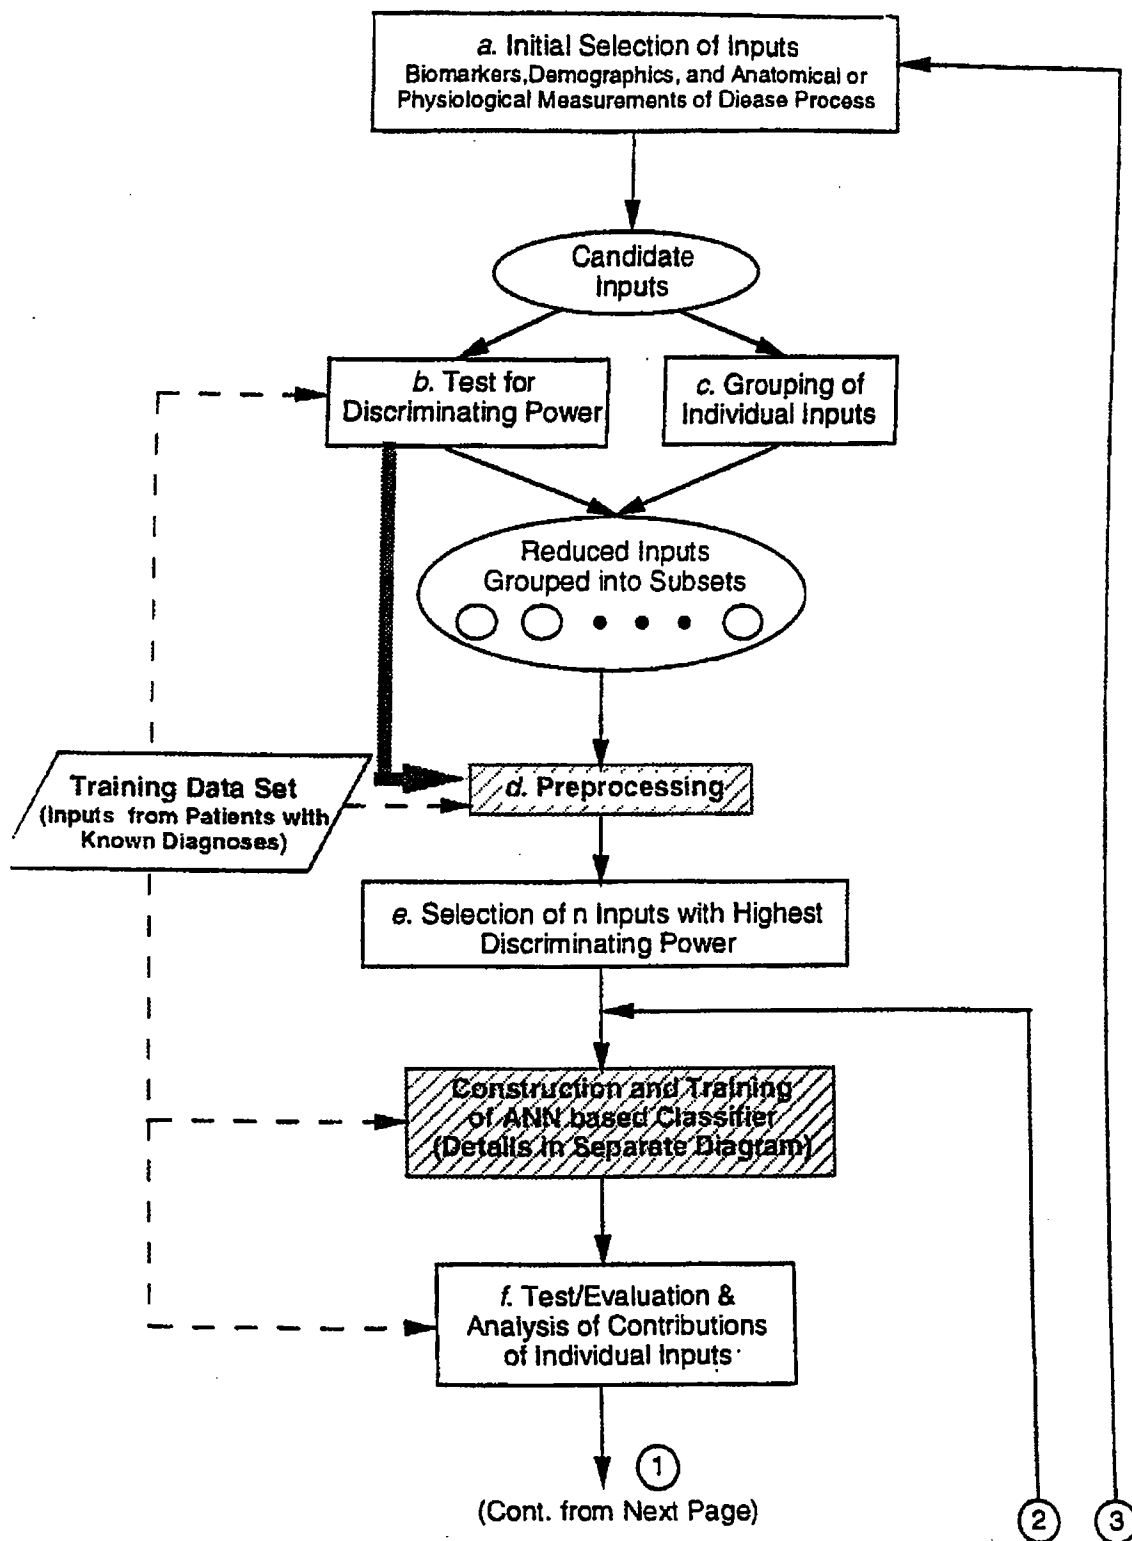 a. Initial Selection of Inputs
Biomarkers,Demographics, and Anatomical or
Physiological Measurements of Disease Process
Candidate
Inputs
b. Test for
Discriminating Power
c. Grouping of
Individual Inputs
Reduced Inputs
Grouped into Subsets
Training Data Set
(Inputs from Patients with
Known Diagnoses)
d. Preprocessing
e. Selection of n Inputs with Highest
Discriminating Power
Construction and Training
of ANN based Classifier
(Details in Separate Diagram)
f. Test/Evaluation &
Analysis of Contributions
of Individual Inputs
1
(Cont. from Next Page)
2
3